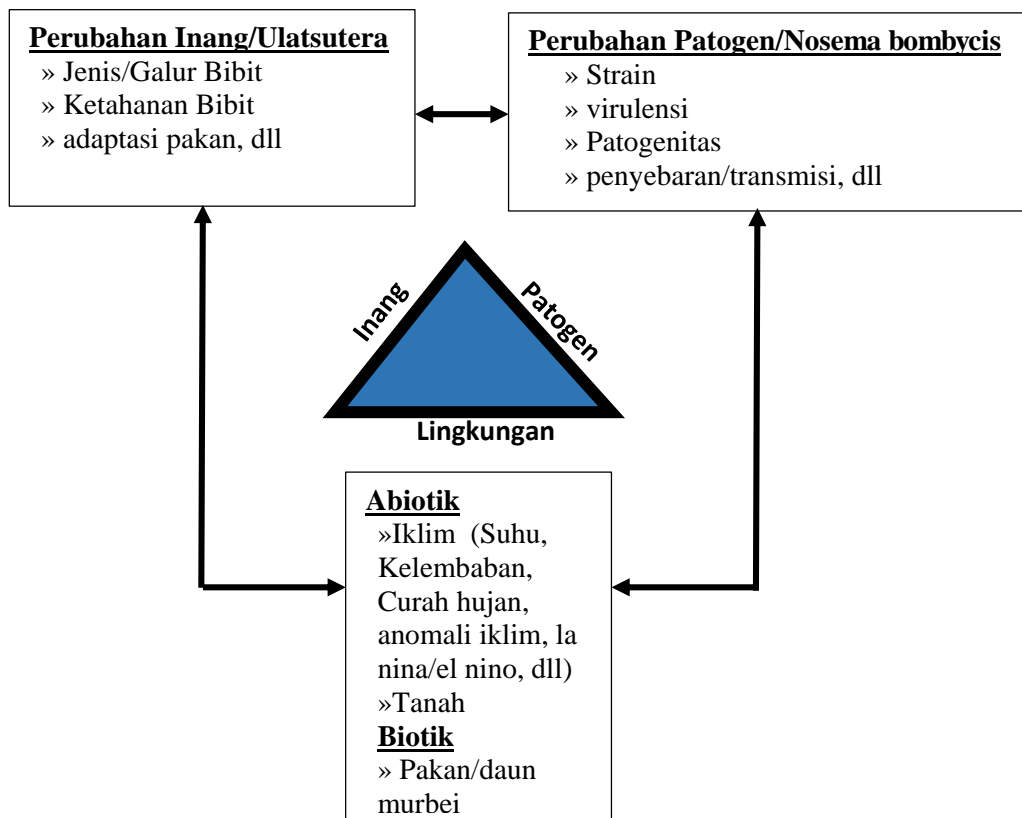 Perubahan Inang/Ulatsutera
» Jenis/Galur Bibit
» Ketahanan Bibit
» adaptasi pakan, dll
Perubahan Patogen/Nosema bombycis
» Strain
» virulensi
» Patogenitas
» penyebaran/transmisi, dll
Inang
Patogen
Lingkungan
Abiotik
»Iklim (Suhu,
Kelembaban,
Curah hujan,
anomali iklim, la
nina/el nino, dll)
»Tanah
Biotik
» Pakan/daun
murbei